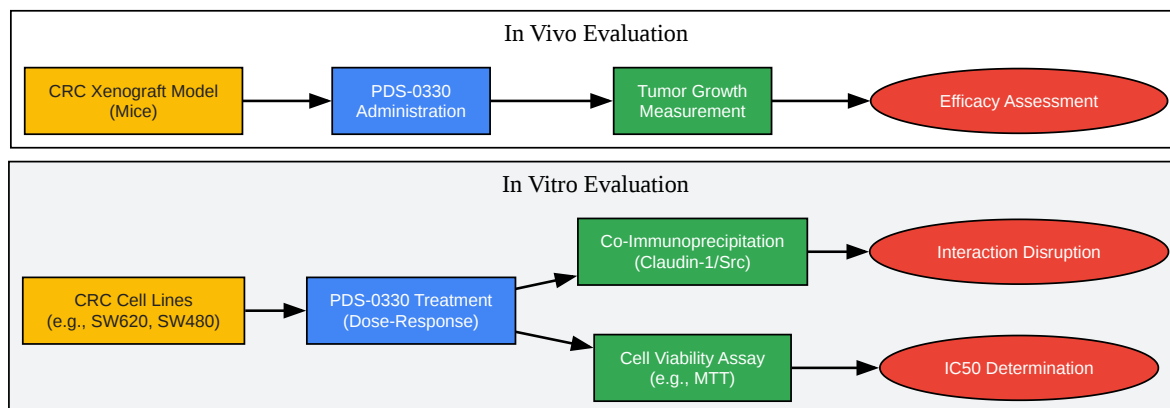 In Vivo Evaluation
CRC Xenograft Model
(Mice)
PDS-0330
Administration
Tumor Growth
Measurement
Efficacy Assessment
In Vitro Evaluation
CRC Cell Lines
(e.g., SW620, SW480)
PDS-0330 Treatment
(Dose-Response)
Co-Immunoprecipitation
(Claudin-1/Src)
Interaction Disruption
Cell Viability Assay
(e.g., MTT)
IC50 Determination